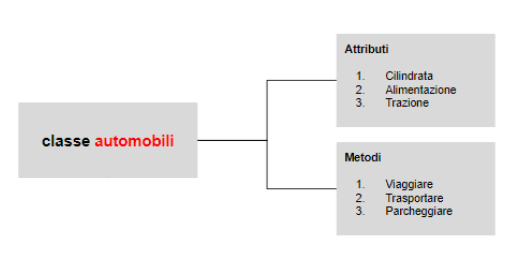 classe automobili
Attributi
1. Cilindrata
2. Alimentazione
3. Trazione
Metodi
1. Viaggiare
2. Trasportare
3. Parcheggiare